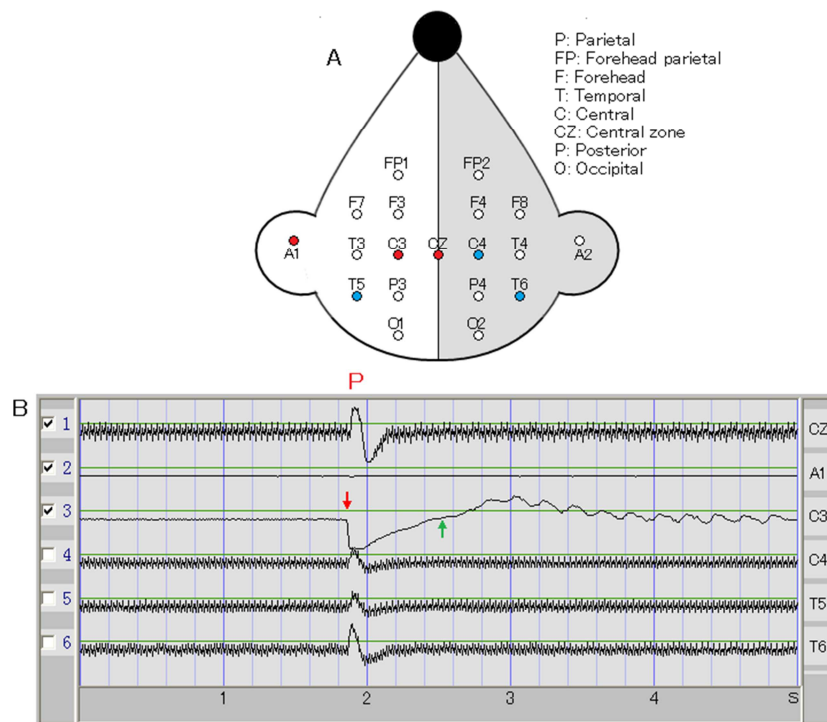 A
P: Parietal
FP: Forehead parietal
F: Forehead
T: Temporal
C: Central
CZ: Central zone
P: Posterior
O: Occipital
FP1 FP2
F7 F3 F4 F8
T3 C3 CZ C4 T4
A1 A2
T5 P3 P4 T6
O1 O2
P
B
1 CZ
2 A1
3 C3
4 C4
5 T5
6 T6
1 2 3 4 S